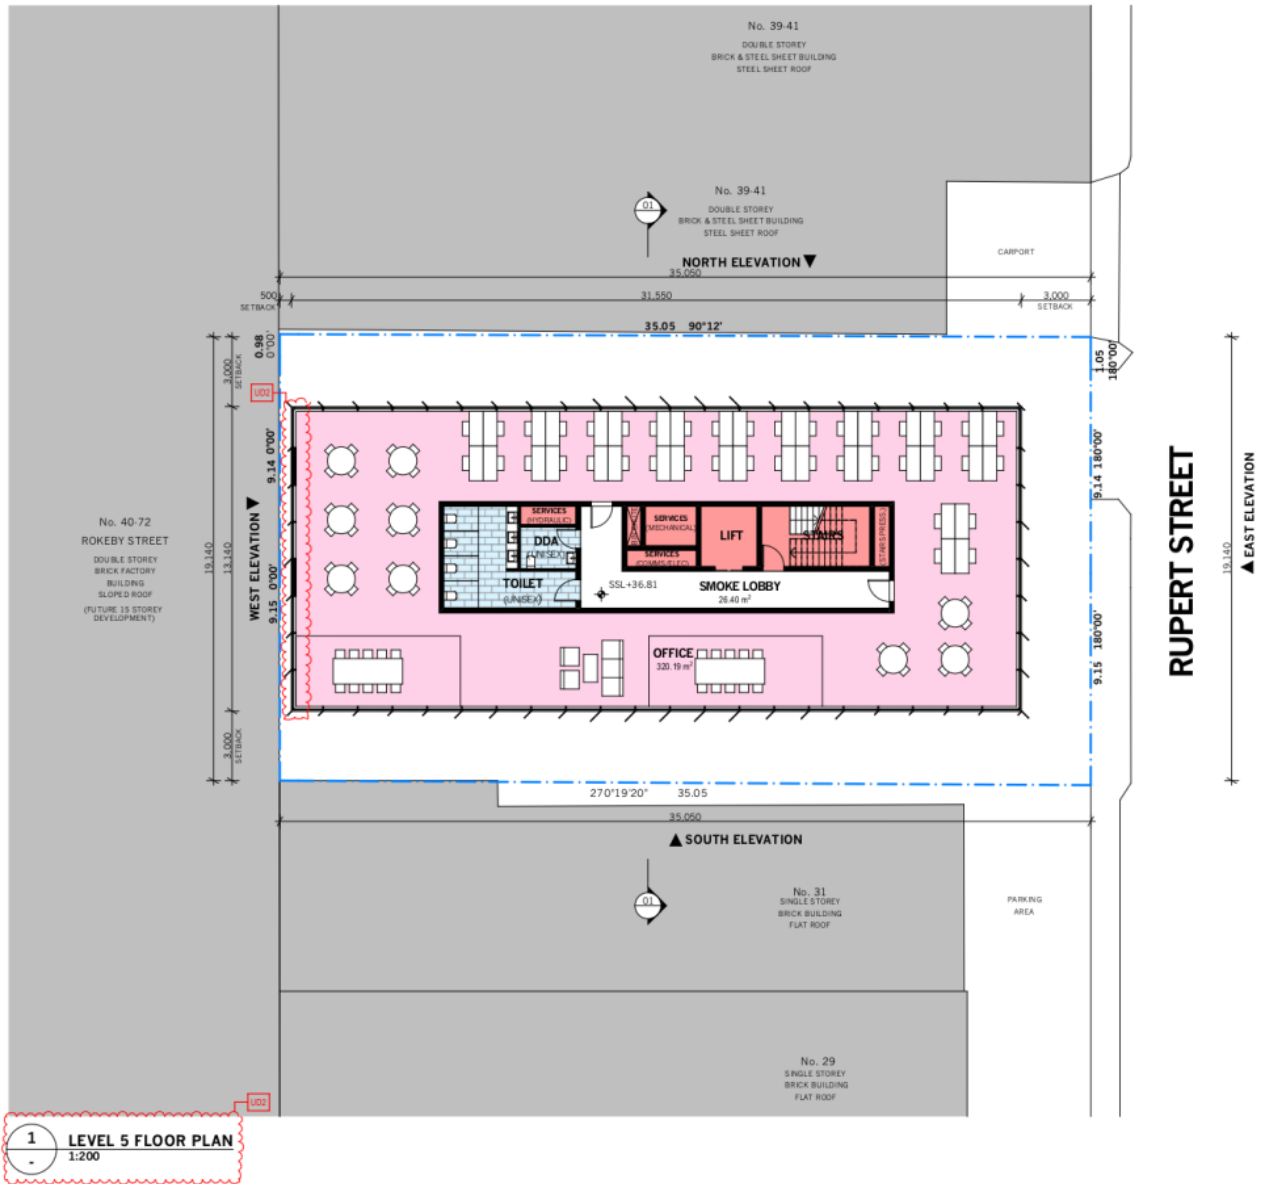 No. 39-41
DOUBLE STOREY
BRICK & STEEL SHEET BUILDING
STEEL SHEET ROOF
No. 39-41
DOUBLE STOREY
BRICK & STEEL SHEET BUILDING
STEEL SHEET ROOF
01
CARPORT
NORTH ELEVATION
35.050
500
SETBACK
31.550
3,000
SETBACK
35.05 90°12'
0.98
0°00'
1.05
180°00'
3,000
SETBACK
UD2
9.14 0°00'
9.14 180°00'
RUPERT STREET
EAST ELEVATION
19,140
WEST ELEVATION
No. 40-72
ROKEBY STREET
DOUBLE STOREY
BRICK FACTORY
BUILDING
SLOPED ROOF
(FUTURE 15 STOREY
DEVELOPMENT)
19,140
13,140
9.15 0°00'
9.15 180°00'
SERVICES
(HYDRAULIC)
DDA
(UNISEX)
TOILET
(UNISEX)
SERVICES
(MECHANICAL)
SERVICES
(COMMS/ELEC)
LIFT
STAIRS
(STAIRS PRESS.)
SSL+36.81
SMOKE LOBBY
26.40 m²
OFFICE
320.19 m²
3,000
SETBACK
270°19'20" 35.05
35.050
SOUTH ELEVATION
01
No. 31
SINGLE STOREY
BRICK BUILDING
FLAT ROOF
PARKING
AREA
No. 29
SINGLE STOREY
BRICK BUILDING
FLAT ROOF
UD2
1
-
LEVEL 5 FLOOR PLAN
1:200